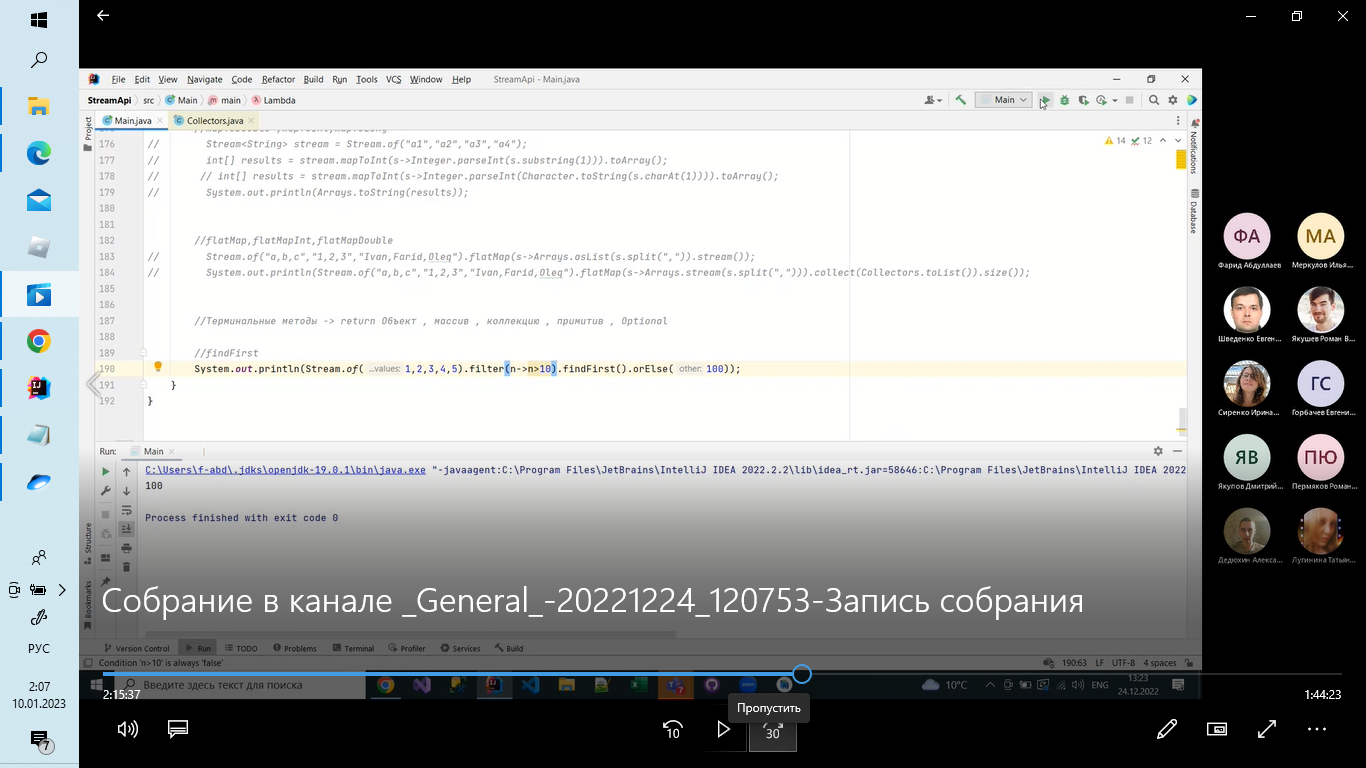 File Edit View Navigate Code Refactor Build Run Tools VCS Window Help StreamApi - Main.java
StreamApi src Main main Lambda Main
Main.java Collectors.java
Project
Notifications
Database
14 12
176 // Stream<String> stream = Stream.of("a1","a2","a3","a4");
177 // int[] results = stream.mapToInt(s->Integer.parseInt(s.substring(1))).toArray();
178 // // int[] results = stream.mapToInt(s->Integer.parseInt(Character.toString(s.charAt(1)))).toArray();
179 // System.out.println(Arrays.toString(results));
180
181
182 //flatMap,flatMapInt,flatMapDouble
183 // Stream.of("a,b,c","1,2,3","Ivan,Farid,Oleq").flatMap(s->Arrays.asList(s.split(",")).stream());
184 // System.out.println(Stream.of("a,b,c","1,2,3","Ivan,Farid,Oleq").flatMap(s->Arrays.stream(s.split(","))).collect(Collectors.toList()).size());
185
186
187 //Терминальные методы -> return Объект , массив , коллекцию , примитив , Optional
188
189 //findFirst
190 System.out.println(Stream.of( …values: 1,2,3,4,5).filter(n->n>10).findFirst().orElse( other: 100));
191 }
192 }
Run: Main
C:\Users\f-abd\.jdks\openjdk-19.0.1\bin\java.exe "-javaagent:C:\Program Files\JetBrains\IntelliJ IDEA 2022.2.2\lib\idea_rt.jar=58646:C:\Program Files\JetBrains\IntelliJ IDEA 2022
100
Process finished with exit code 0
Structure
Bookmarks
Собрание в канале _General_-20221224_120753-Запись собрания
Version Control Run TODO Problems Terminal Profiler Services Build
Condition 'n>10' is always 'false' 190:63 LF UTF-8 4 spaces
Введите здесь текст для поиска 10°C ENG 13:23
24.12.2022
2:15:37 1:44:23
Пропустить
10 30
ФА МА
Фарид Абдуллаев Меркулов Илья...
Шведенко Евген... Якушев Роман В...
ГС
Сиренко Ирина... Горбачев Евгени...
ЯВ ПЮ
Якупов Дмитрий... Пермяков Роман...
Дедюхин Алекса... Лугинина Татьян...
РУС
2:07
10.01.2023
7